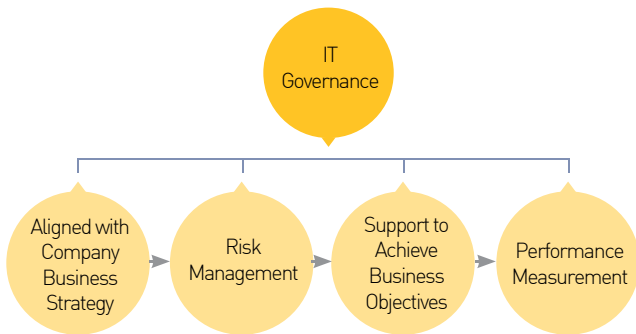 IT
Governance
Aligned with
Company
Business
Strategy
Risk
Management
Support to
Achieve
Business
Objectives
Performance
Measurement